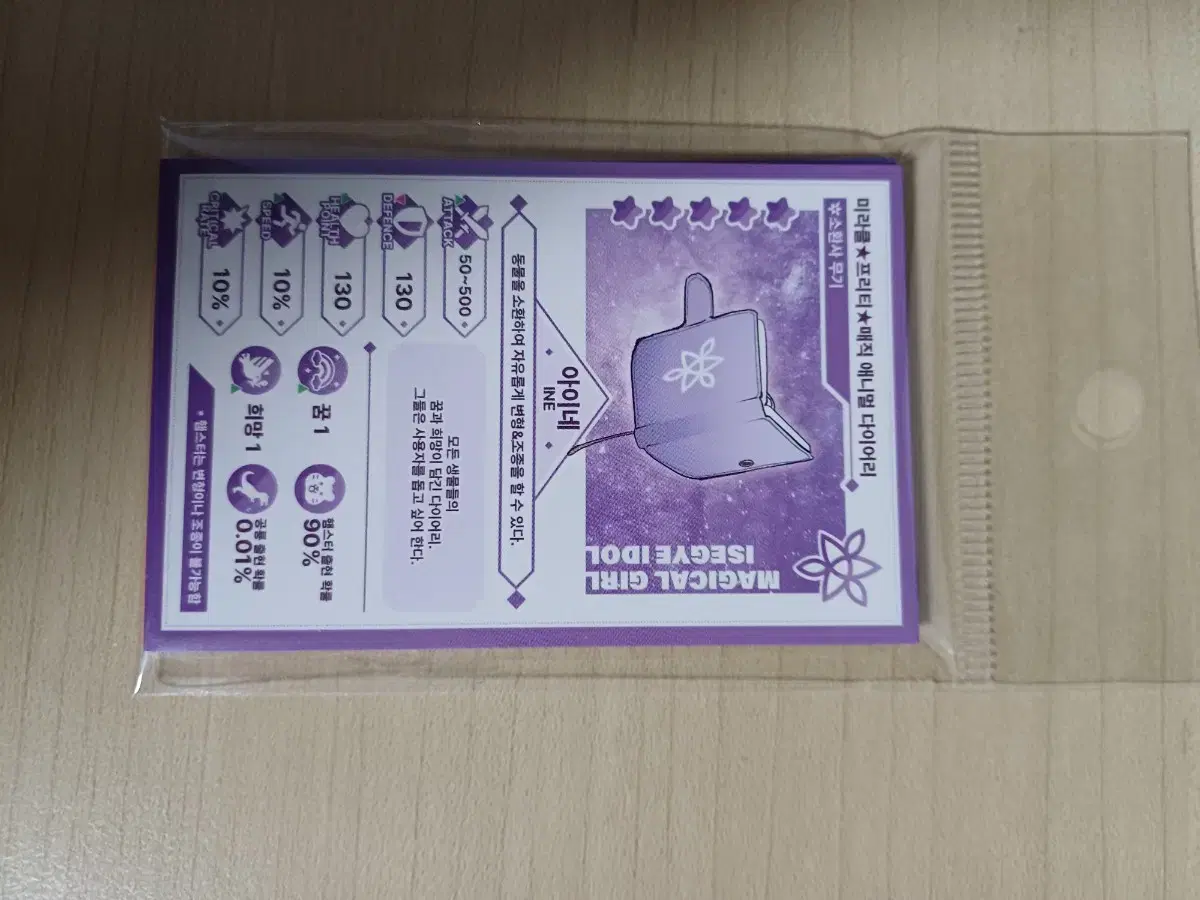 미라클★프리티★매직 애니멀 다이어리
소환사 무기
MAGICAL GIRL
ISEGYE IDOL
아이네
INE
동물을 소환하여 자유롭게 변형&조종을 할 수 있다.
ATTACK
50~500
DEFENCE
130
HEALTH
POINT
130
SPEED
10%
CRITICAL
RATE
10%
모든 생물들의
꿈과 희망이 담긴 다이어리.
그들은 사용자를 돕고 싶어 한다.
꿈 1
햄스터 출현 확률
90%
희망 1
공룡 출현 확률
0.01%
* 햄스터는 변형이나 조종이 불가능함